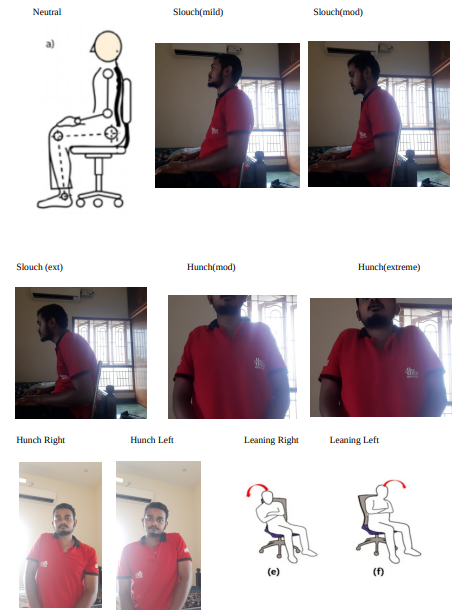 Neutral
Slouch(mild)
Slouch(mod)
a)
Slouch (ext)
Hunch(mod)
Hunch(extreme)
Hunch Right
Hunch Left
Leaning Right
Leaning Left
(e)
(f)